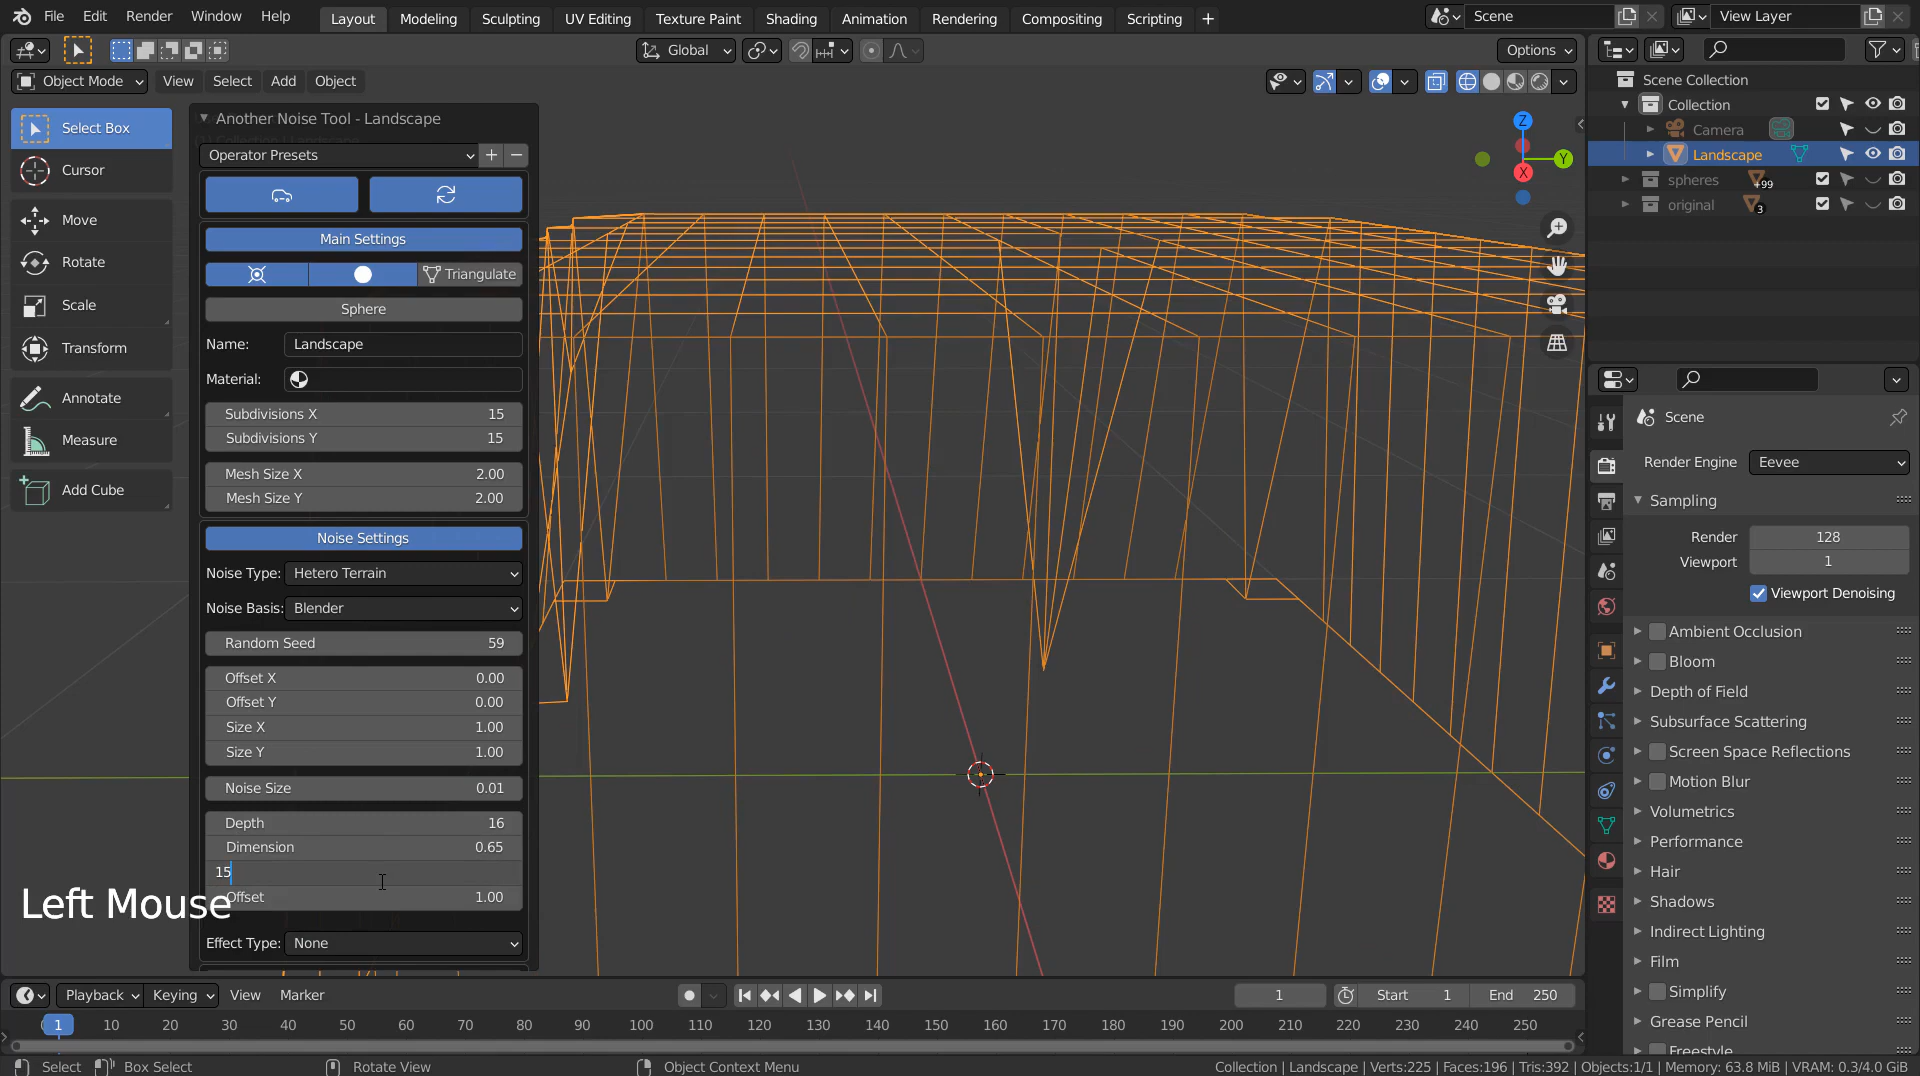 File Edit Render Window Help Layout Modeling Sculpting UV Editing Texture Paint Shading Animation Rendering Compositing Scripting + Scene View Layer
Global Options
Object Mode View Select Add Object
Select Box
Cursor
Move
Rotate
Scale
Transform
Annotate
Measure
Add Cube
Another Noise Tool - Landscape
Operator Presets
Main Settings
Triangulate
Sphere
Name: Landscape
Material:
Subdivisions X 15
Subdivisions Y 15
Mesh Size X 2.00
Mesh Size Y 2.00
Noise Settings
Noise Type: Hetero Terrain
Noise Basis: Blender
Random Seed 59
Offset X 0.00
Offset Y 0.00
Size X 1.00
Size Y 1.00
Noise Size 0.01
Depth 16
Dimension 0.65
15
Offset 1.00
Effect Type: None
Left Mouse
Z
Y
X
Scene Collection
Collection
Camera
Landscape
spheres +99
original 3
Scene
Render Engine Eevee
Sampling
Render 128
Viewport 1
Viewport Denoising
Ambient Occlusion
Bloom
Depth of Field
Subsurface Scattering
Screen Space Reflections
Motion Blur
Volumetrics
Performance
Hair
Shadows
Indirect Lighting
Film
Simplify
Grease Pencil
Freestyle
Playback Keying View Marker 1 Start 1 End 250
1 10 20 30 40 50 60 70 80 90 100 110 120 130 140 150 160 170 180 190 200 210 220 230 240 250
Select Box Select Rotate View Object Context Menu Collection | Landscape | Verts:225 | Faces:196 | Tris:392 | Objects:1/1 | Memory: 63.8 MiB | VRAM: 0.3/4.0 GiB